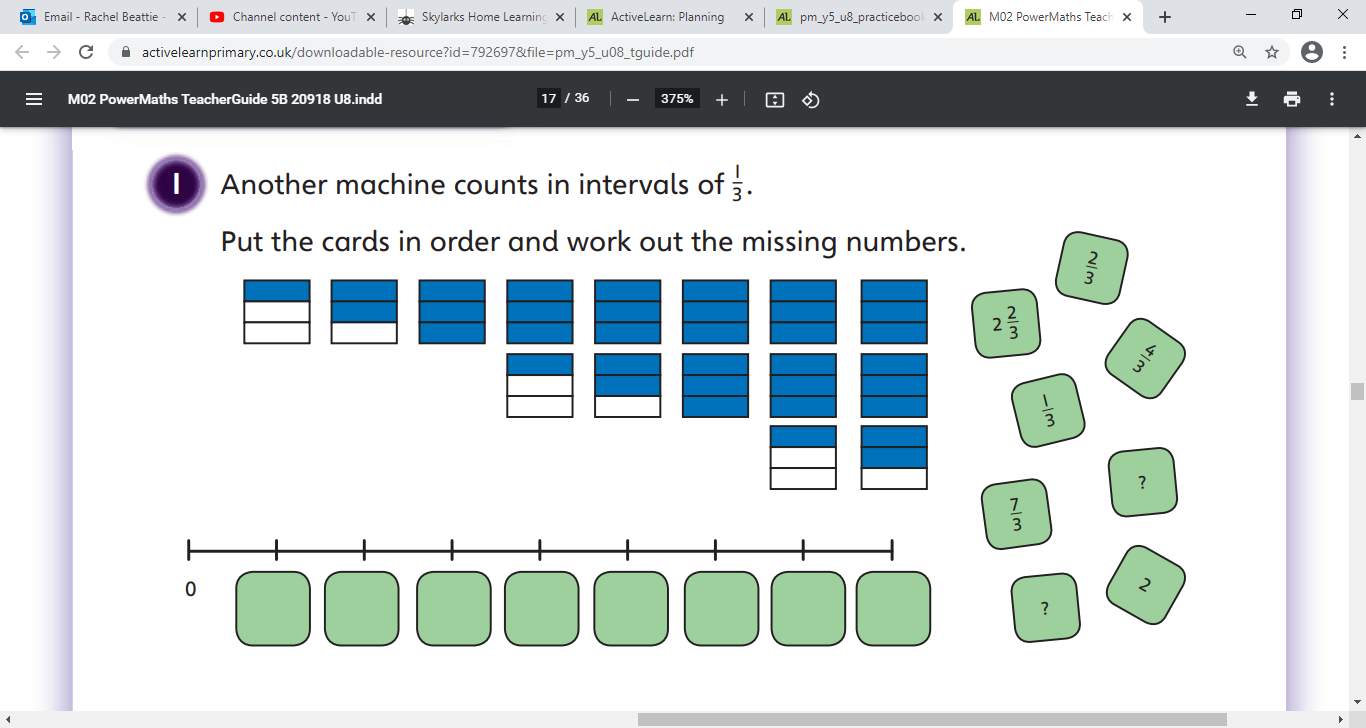 Email - Rachel Beattie -
Channel content - YouT
Skylarks Home Learning
ActiveLearn: Planning
pm_y5_u8_practicebook
M02 PowerMaths Teach
activelearnprimary.co.uk/downloadable-resource?id=792697&file=pm_y5_u08_tguide.pdf
M02 PowerMaths TeacherGuide 5B 20918 U8.indd
17 / 36
375%
1 Another machine counts in intervals of 1/3.
Put the cards in order and work out the missing numbers.
2/3
2 2/3
4/3
1/3
?
7/3
2
?
0